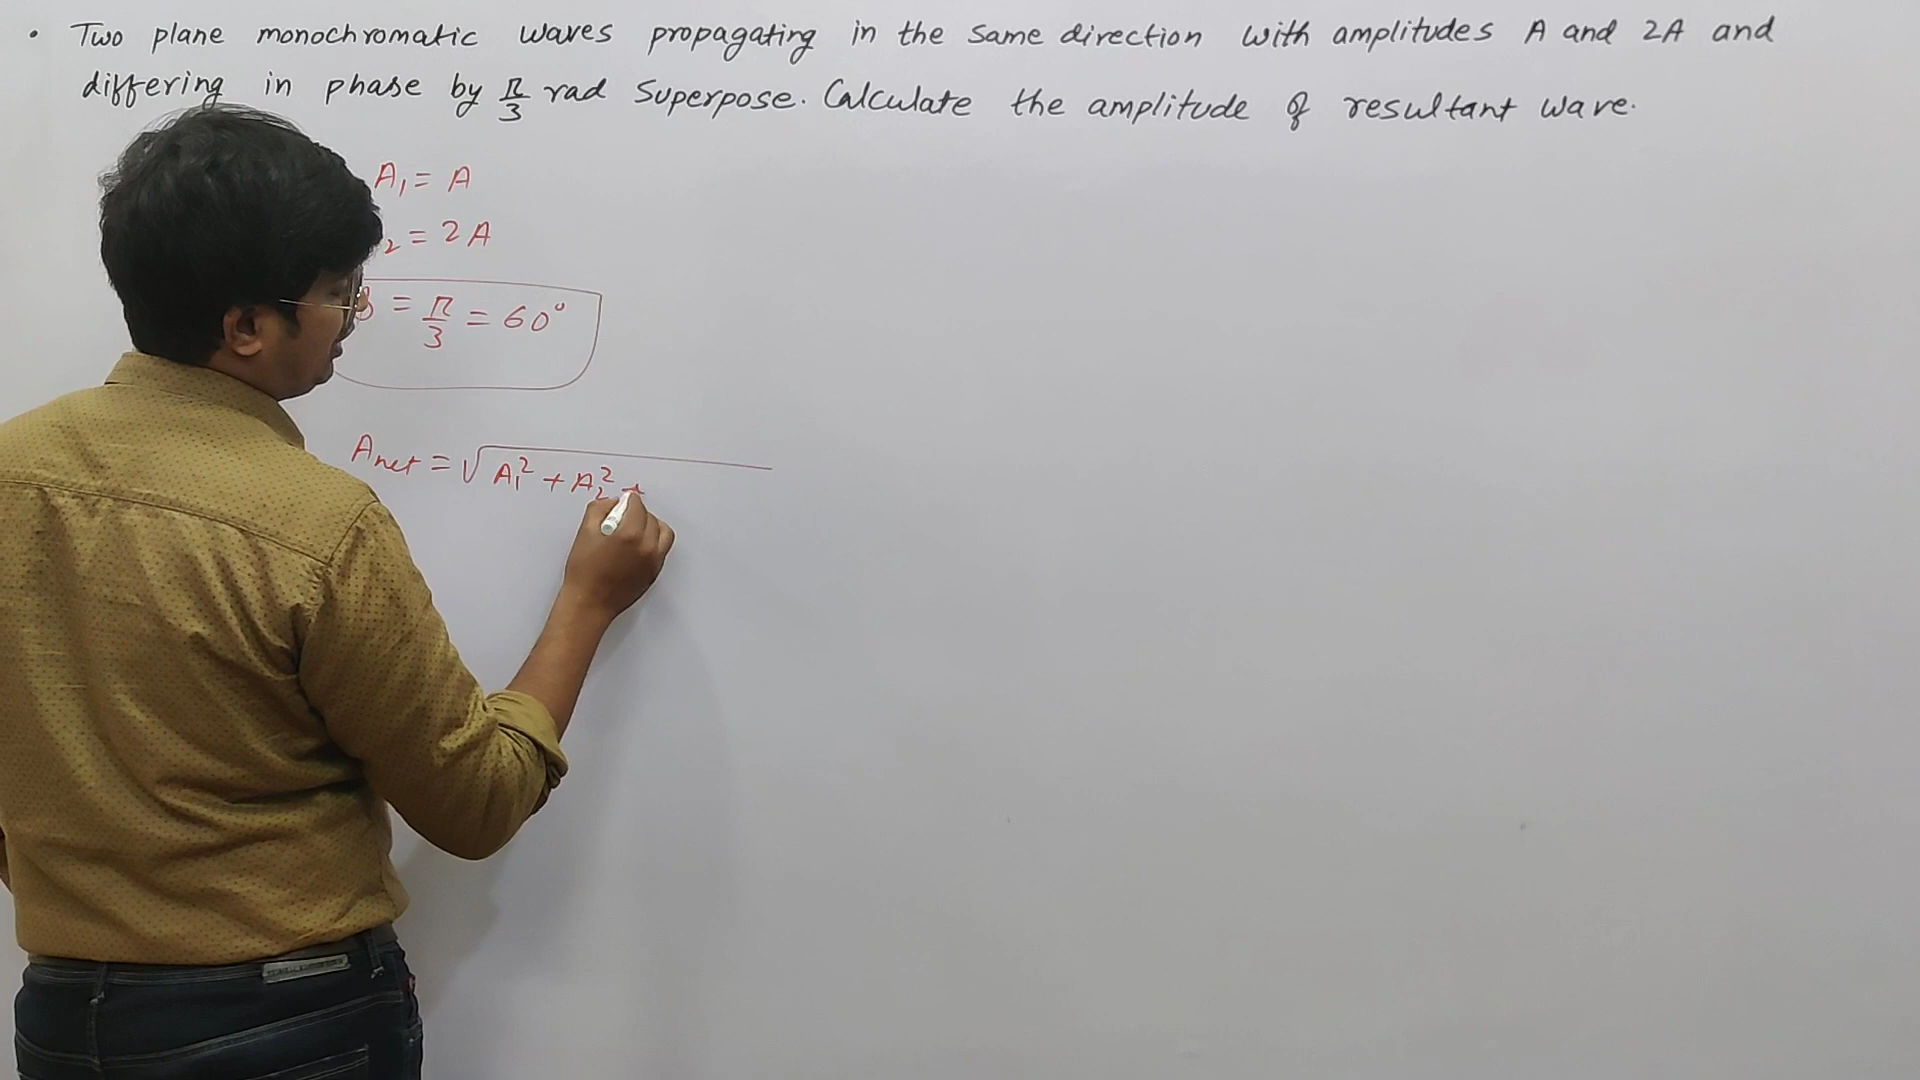 • Two plane monochromatic waves propagating in the same direction with amplitudes A and 2A and
differing in phase by π/3 rad Superpose. Calculate the amplitude of resultant wave.
A₁ = A
₂ = 2A
= π/3 = 60°
Anet = √A₁² + A₂² +